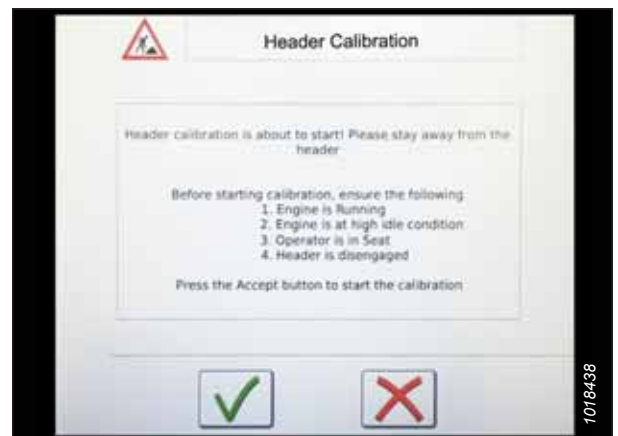 Header Calibration
Header calibration is about to start! Please stay away from the
header
Before starting calibration, ensure the following
1. Engine is Running
2. Engine is at high idle condition
3. Operator is in Seat
4. Header is disengaged
Press the Accept button to start the calibration
1018438